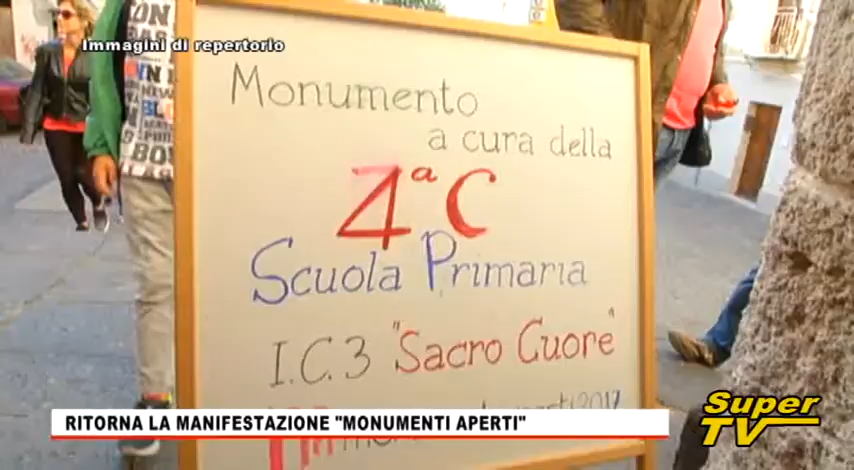 Immagini di repertorio
Monumento
a cura della
4ª C
Scuola Primaria
I.C.3 "Sacro Cuore"
2017
RITORNA LA MANIFESTAZIONE "MONUMENTI APERTI"
Super
TV